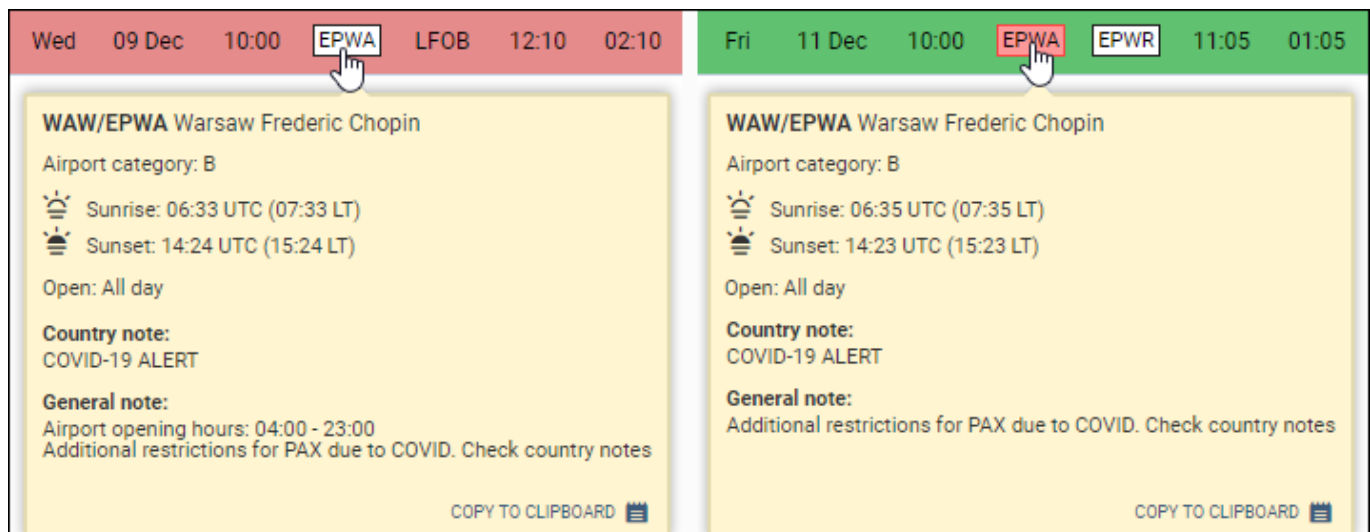 Wed 09 Dec 10:00 EPWA LFOB 12:10 02:10
WAW/EPWA Warsaw Frederic Chopin
Airport category: B
Sunrise: 06:33 UTC (07:33 LT)
Sunset: 14:24 UTC (15:24 LT)
Open: All day
Country note:
COVID-19 ALERT
General note:
Airport opening hours: 04:00 - 23:00
Additional restrictions for PAX due to COVID. Check country notes
COPY TO CLIPBOARD
Fri 11 Dec 10:00 EPWA EPWR 11:05 01:05
WAW/EPWA Warsaw Frederic Chopin
Airport category: B
Sunrise: 06:35 UTC (07:35 LT)
Sunset: 14:23 UTC (15:23 LT)
Open: All day
Country note:
COVID-19 ALERT
General note:
Additional restrictions for PAX due to COVID. Check country notes
COPY TO CLIPBOARD